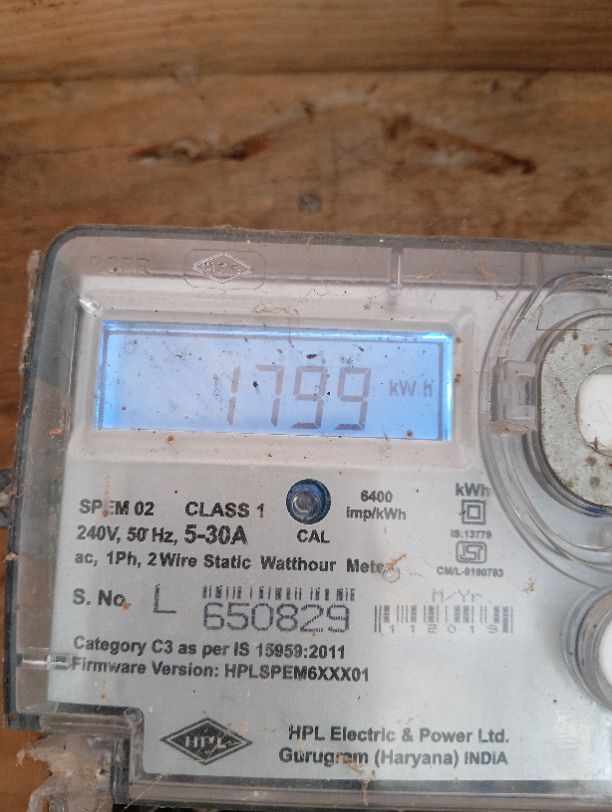 1799 kWh
SPEM 02 CLASS 1 6400 kWh
240V, 50 Hz, 5-30A CAL imp/kWh
IS:13779
ac, 1Ph, 2 Wire Static Watthour Meter
CM/L-9190783
S. No. L 650829 M/Yr.
112019
Category C3 as per IS 15959:2011
Firmware Version: HPLSPEM6XXX01
HPL HPL Electric & Power Ltd.
Gurugram (Haryana) INDIA